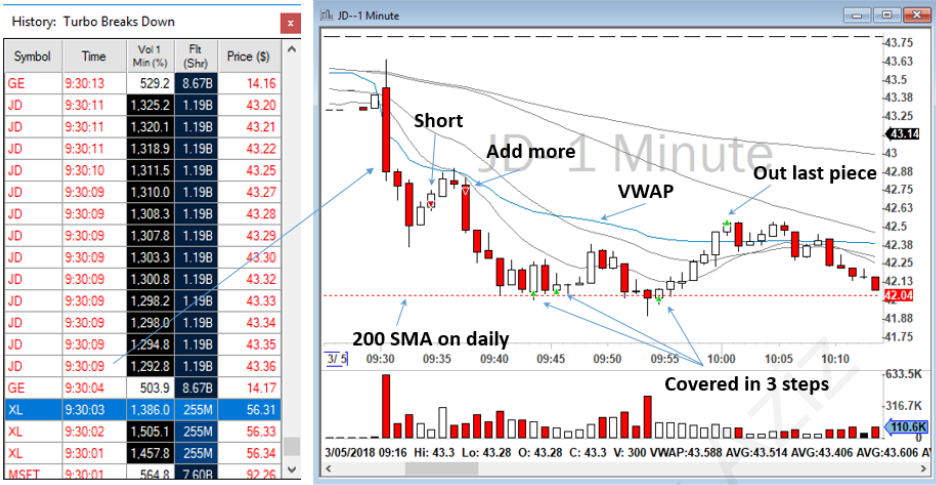 History: Turbo Breaks Down
x
Symbol Time Vol 1 Min (%) Flt (Shr) Price ($)
GE 9:30:13 529.2 8.67B 14.16
JD 9:30:11 1,325.2 1.19B 43.20
JD 9:30:11 1,320.1 1.19B 43.21
JD 9:30:11 1,318.9 1.19B 43.22
JD 9:30:10 1,311.5 1.19B 43.25
JD 9:30:09 1,310.0 1.19B 43.27
JD 9:30:09 1,308.3 1.19B 43.28
JD 9:30:09 1,307.8 1.19B 43.29
JD 9:30:09 1,303.3 1.19B 43.30
JD 9:30:09 1,300.8 1.19B 43.32
JD 9:30:09 1,298.2 1.19B 43.33
JD 9:30:09 1,298.0 1.19B 43.34
JD 9:30:09 1,294.8 1.19B 43.35
JD 9:30:09 1,292.8 1.19B 43.36
GE 9:30:04 503.9 8.67B 14.17
XL 9:30:03 1,386.0 255M 56.31
XL 9:30:02 1,505.1 255M 56.33
XL 9:30:01 1,457.8 255M 56.34
MSFT 9:30:01 564.8 7.60B 92.26
JD--1 Minute
JD--1 Minute
Short
Add more
VWAP
Out last piece
200 SMA on daily
Covered in 3 steps
43.75
43.63
43.5
43.38
43.25
43.14
43
42.88
42.75
42.63
42.5
42.38
42.25
42.13
42.04
41.88
41.75
3/5 09:30 09:35 09:40 09:45 09:50 09:55 10:00 10:05 10:10
633.5K
316.7K
110.6K
0
3/05/2018 09:16 Hi: 43.3 Lo: 43.28 O: 43.28 C: 43.3 V: 300 VWAP:43.588 AVG:43.514 AVG:43.406 AVG:43.606
Aziz